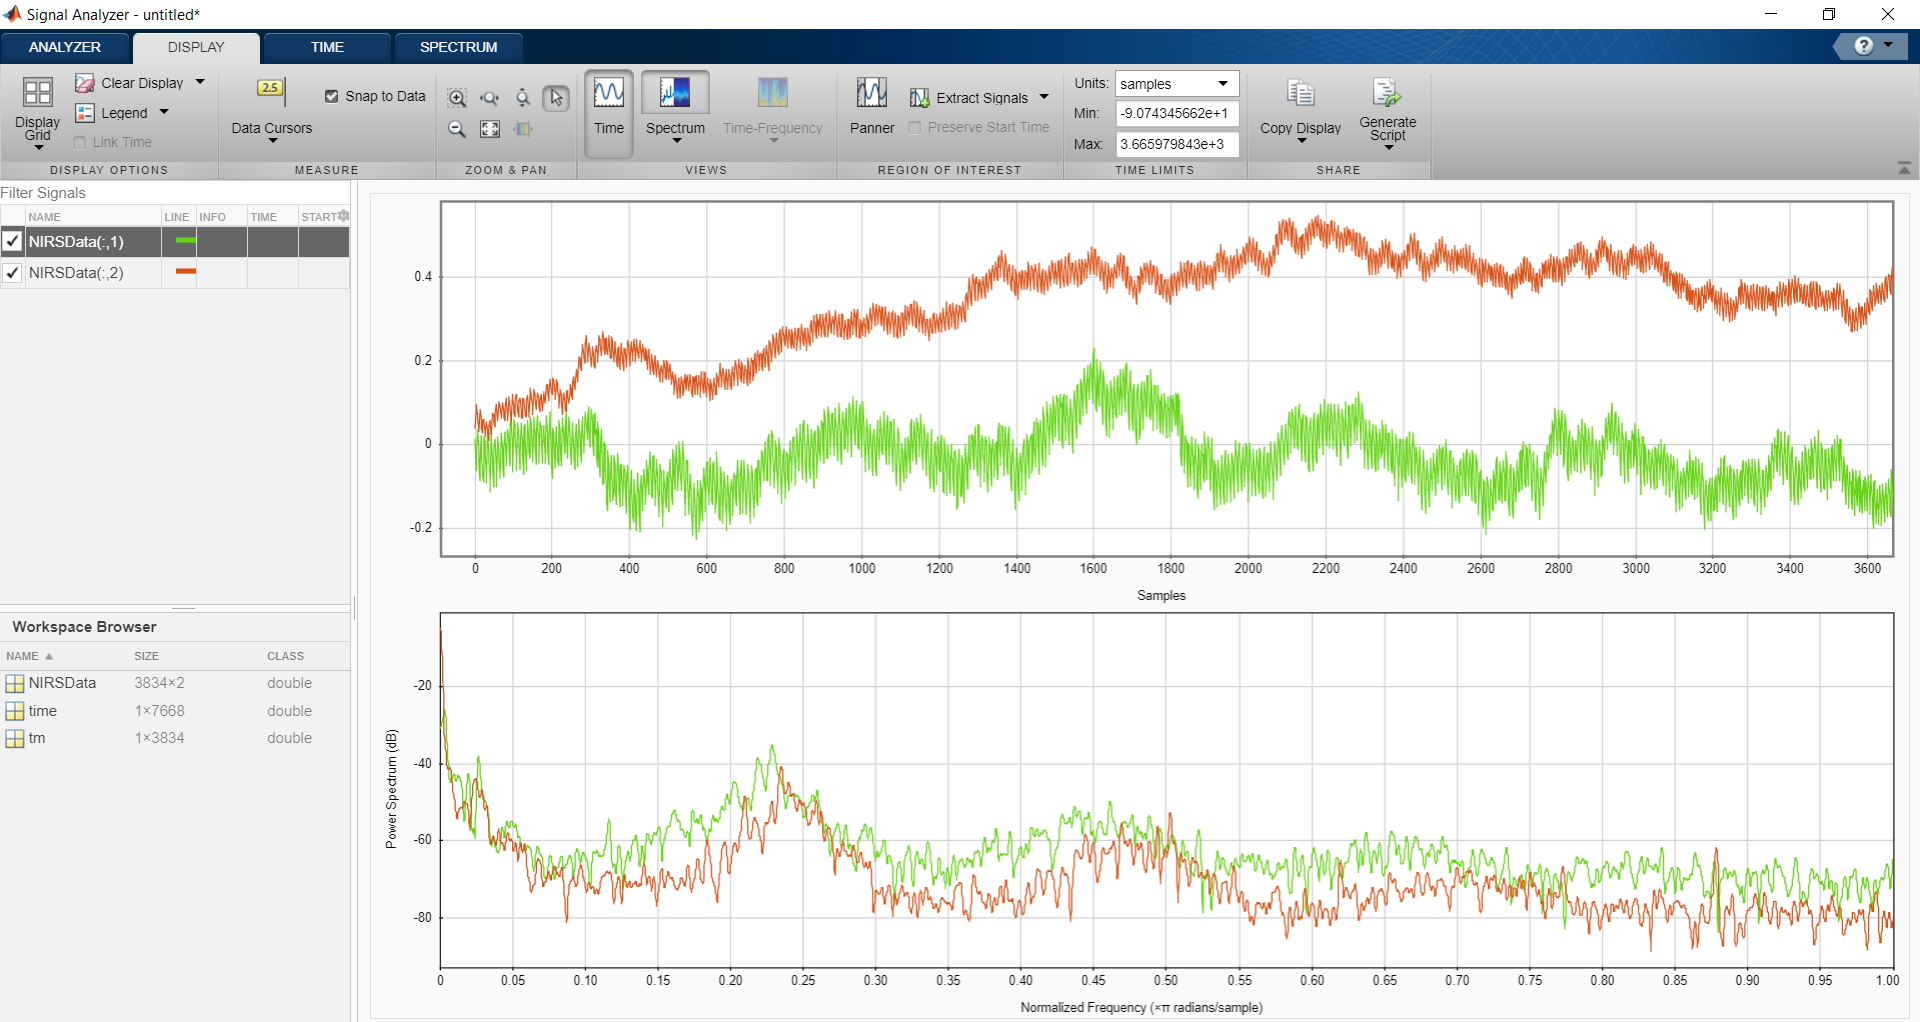 Signal Analyzer - untitled*
ANALYZER DISPLAY TIME SPECTRUM
?
Display Grid
Clear Display
Legend
Link Time
DISPLAY OPTIONS
2.5
Data Cursors
Snap to Data
MEASURE
ZOOM & PAN
Time
Spectrum
Time-Frequency
VIEWS
Panner
Extract Signals
Preserve Start Time
REGION OF INTEREST
Units: samples
Min: -9.074345662e+1
Max: 3.665979843e+3
TIME LIMITS
Copy Display
Generate Script
SHARE
Filter Signals
NAME LINE INFO TIME START
NIRSData(:,1)
NIRSData(:,2)
Workspace Browser
NAME SIZE CLASS
NIRSData 3834×2 double
time 1×7668 double
tm 1×3834 double
0.4
0.2
0
-0.2
0 200 400 600 800 1000 1200 1400 1600 1800 2000 2200 2400 2600 2800 3000 3200 3400 3600
Samples
Power Spectrum (dB)
-20
-40
-60
-80
0 0.05 0.10 0.15 0.20 0.25 0.30 0.35 0.40 0.45 0.50 0.55 0.60 0.65 0.70 0.75 0.80 0.85 0.90 0.95 1.00
Normalized Frequency (×π radians/sample)